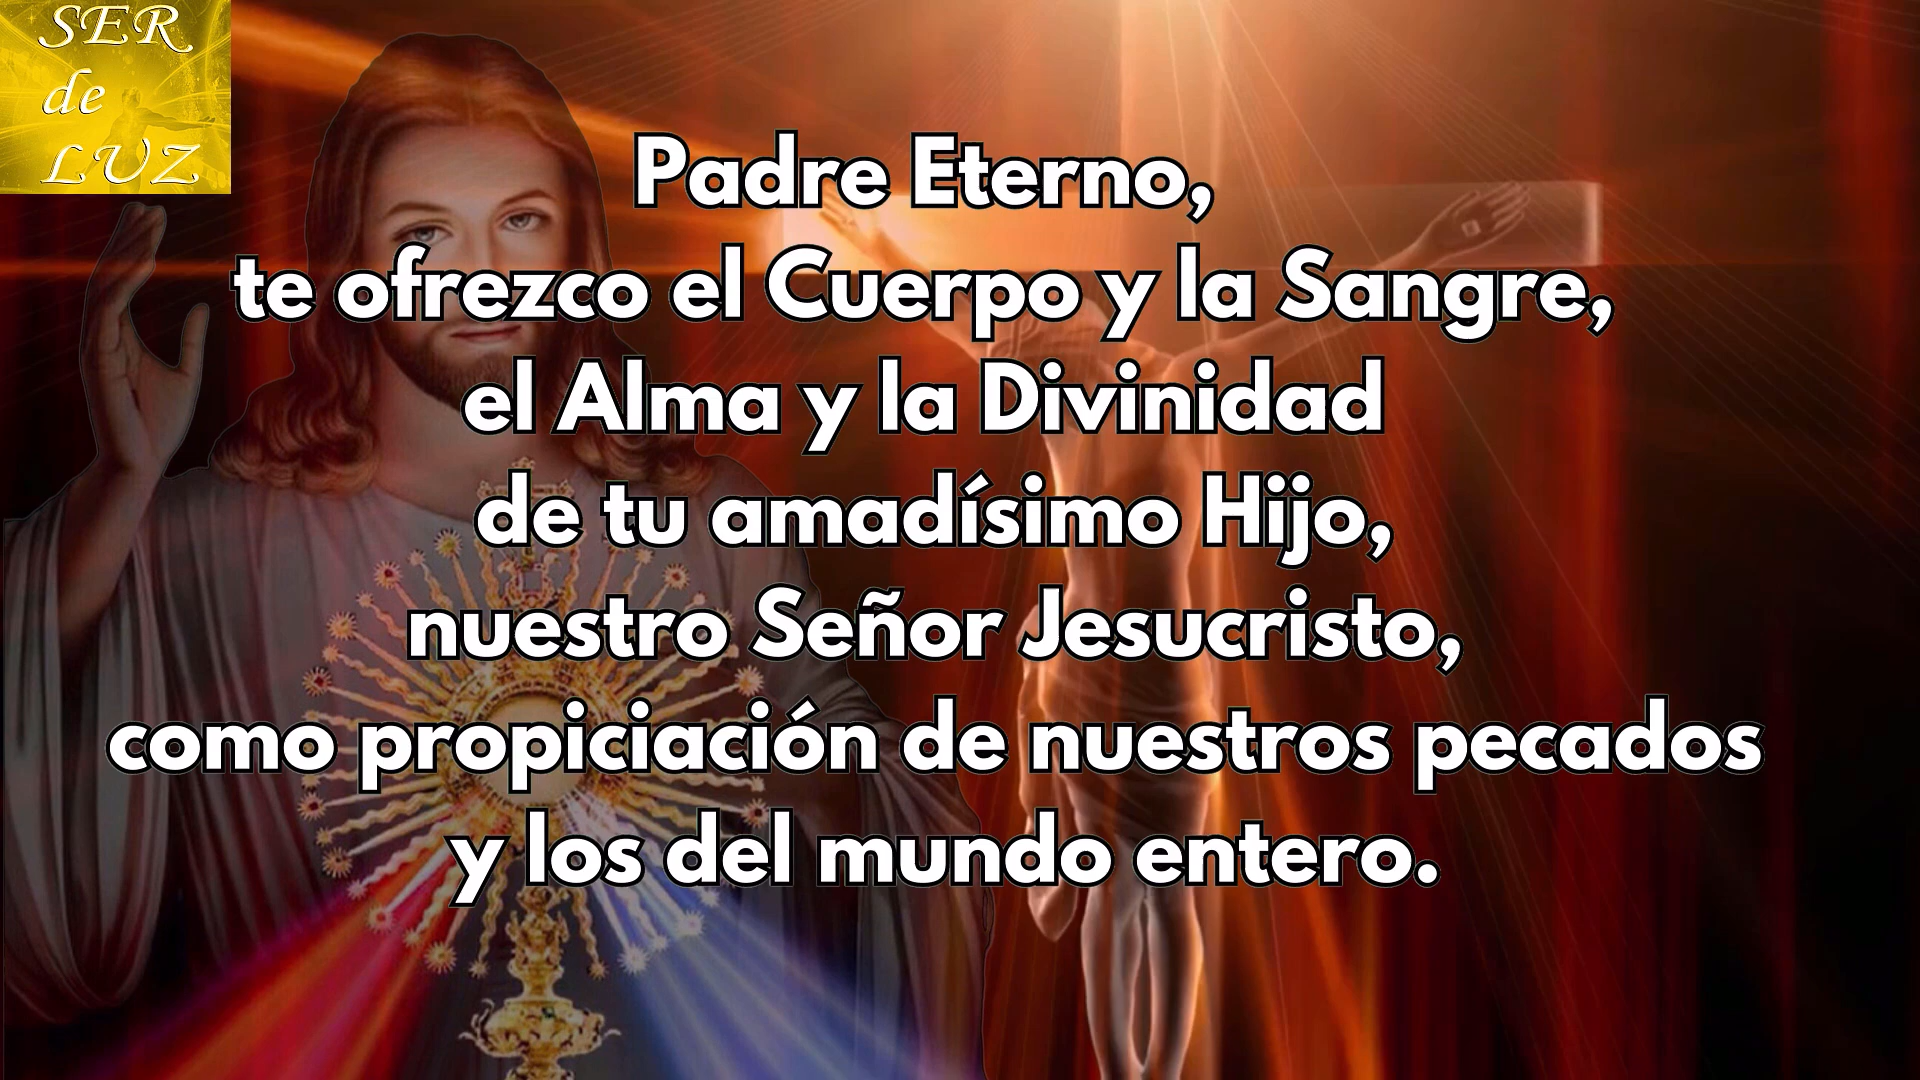 SER
de
LUZ
Padre Eterno,
te ofrezco el Cuerpo y la Sangre,
el Alma y la Divinidad
de tu amadísimo Hijo,
nuestro Señor Jesucristo,
como propiciación de nuestros pecados
y los del mundo entero.